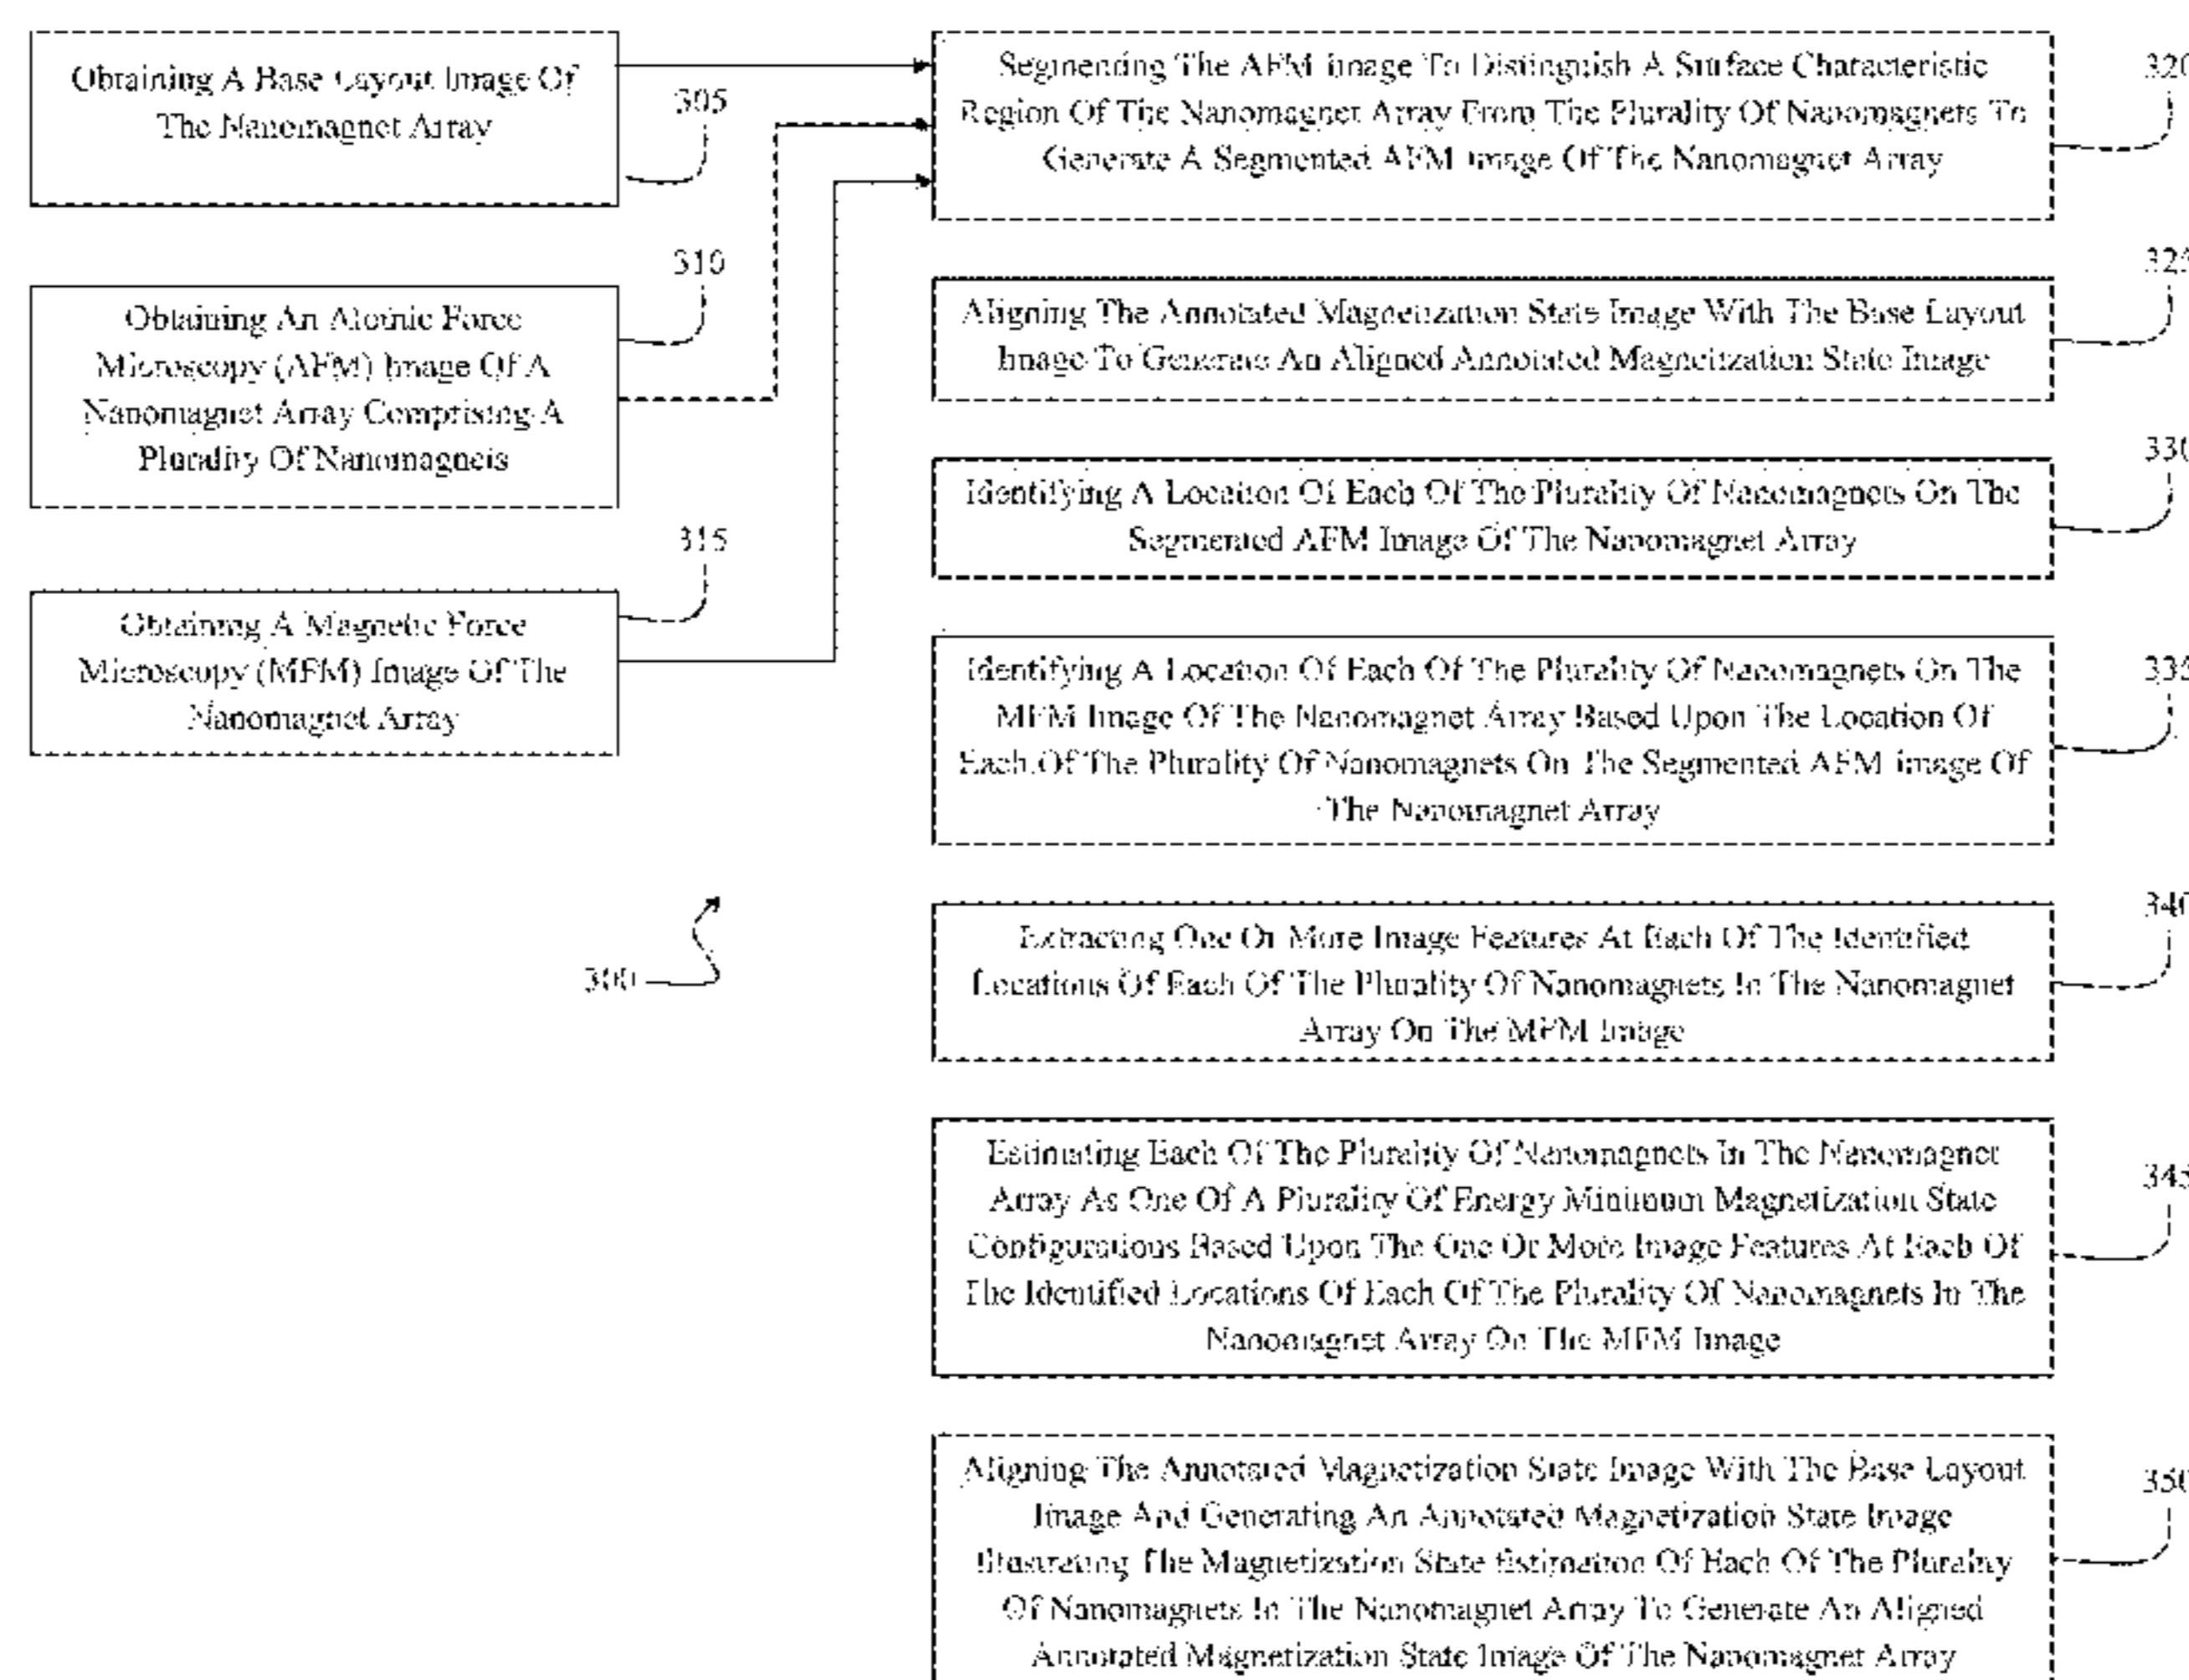 Obtaining A Base Layout Image Of
The Nanomagnet Array
305
310
Obtaining An Atomic Force
Microscopy (AFM) Image Of A
Nanomagnet Array Comprising A
Plurality Of Nanomagnets
315
Obtaining A Magnetic Force
Microscopy (MFM) Image Of The
Nanomagnet Array
300
Segmenting The AFM Image To Distinguish A Surface Characteristic
Region Of The Nanomagnet Array From The Plurality Of Nanomagnets To
Generate A Segmented AFM Image Of The Nanomagnet Array
320
Aligning The Annotated Magnetization State Image With The Base Layout
Image To Generate An Aligned Annotated Magnetization State Image
325
Identifying A Location Of Each Of The Plurality Of Nanomagnets On The
Segmented AFM Image Of The Nanomagnet Array
330
Identifying A Location Of Each Of The Plurality Of Nanomagnets On The
MFM Image Of The Nanomagnet Array Based Upon The Location Of
Each Of The Plurality Of Nanomagnets On The Segmented AFM Image Of
The Nanomagnet Array
335
Extracting One Or More Image Features At Each Of The Identified
Locations Of Each Of The Plurality Of Nanomagnets In The Nanomagnet
Array On The MFM Image
340
Estimating Each Of The Plurality Of Nanomagnets In The Nanomagnet
Array As One Of A Plurality Of Energy Minimum Magnetization State
Configurations Based Upon The One Or More Image Features At Each Of
The Identified Locations Of Each Of The Plurality Of Nanomagnets In The
Nanomagnet Array On The MFM Image
345
Aligning The Annotated Magnetization State Image With The Base Layout
Image And Generating An Annotated Magnetization State Image
Illustrating The Magnetization State Estimation Of Each Of The Plurality
Of Nanomagnets In The Nanomagnet Array To Generate An Aligned
Annotated Magnetization State Image Of The Nanomagnet Array
350